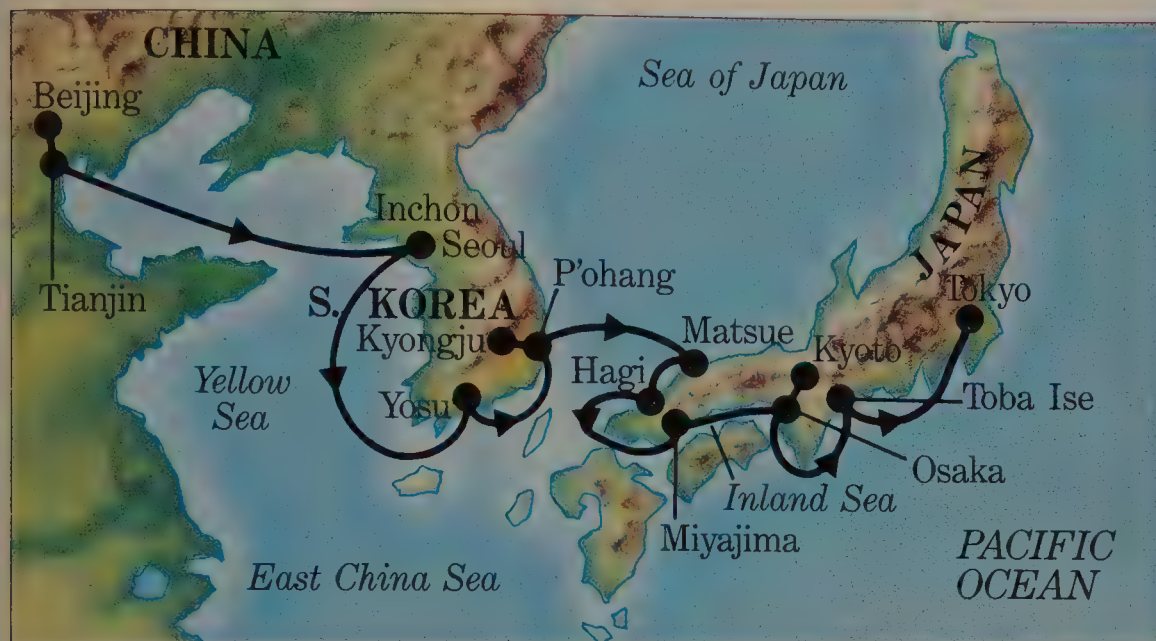 CHINA
Beijing
Sea of Japan
JAPAN
Inchon
Seoul
Tianjin
P'ohang
Tokyo
S. KOREA
Kyongju
Matsue
Kyoto
Hagi
Yellow
Sea
Yosu
Toba Ise
Osaka
Inland Sea
Miyajima
East China Sea
PACIFIC
OCEAN